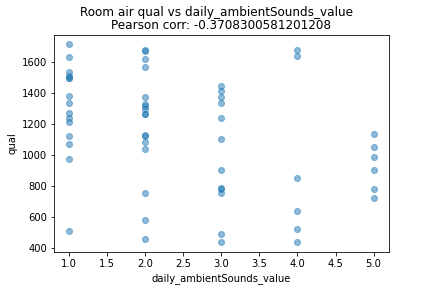 Room air qual vs daily_ambientSounds_value
Pearson corr: -0.3708300581201208
1600
1400
1200
1000
800
600
400
qual
1.0 1.5 2.0 2.5 3.0 3.5 4.0 4.5 5.0
daily_ambientSounds_value